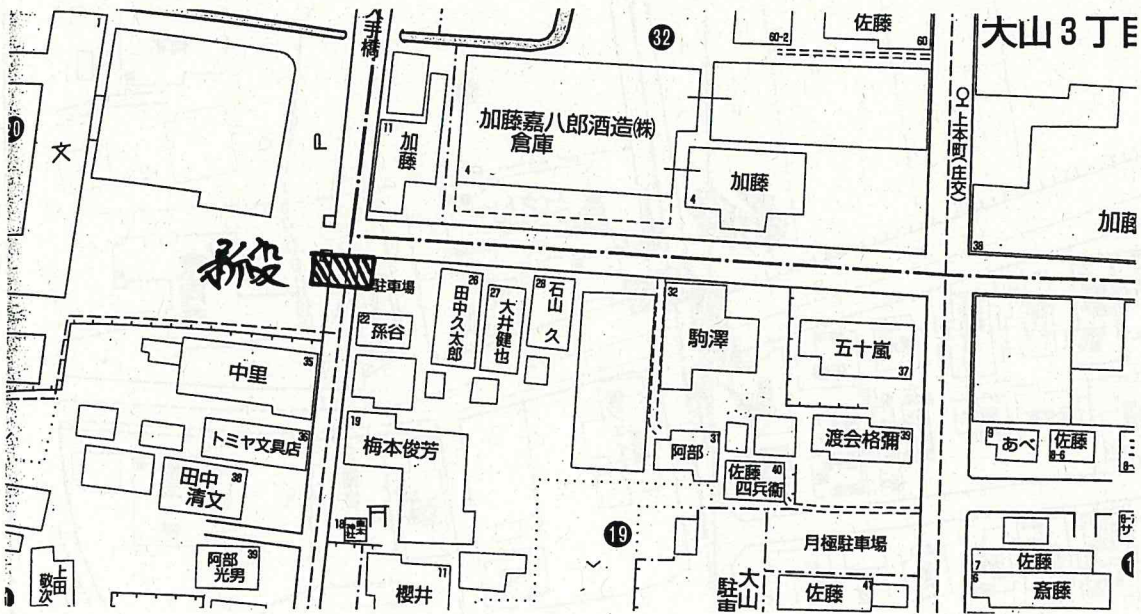 大手橋
32
60-2
佐藤
60
大山3丁目
文
P
11
加藤
加藤嘉八郎酒造(株)
倉庫
4
加藤
4
上本町(庄交)
38
加藤
新設
駐車場
22
孫谷
26
田中久太郎
27
大井健也
28
石山 久
32
駒澤
五十嵐
37
中里
35
トミヤ文具店
36
19
梅本俊芳
田中
清文
38
阿部
37
佐藤
四兵衛
40
渡会格彌
39
9
あべ
佐藤
8-6
18
19
月極駐車場
阿部
光男
39
上田
敬次
11
櫻井
大山
駐車
佐藤
41
7
佐藤
6
斎藤